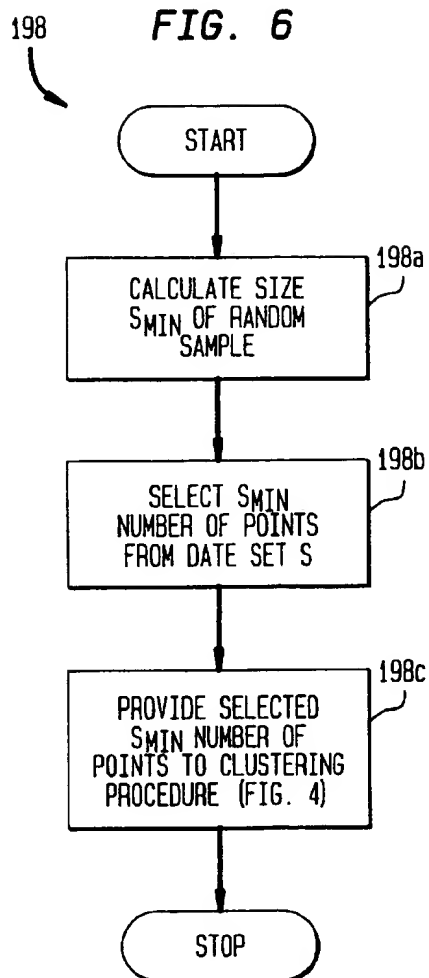 FIG. 6
198
START
198a
CALCULATE SIZE
SMIN OF RANDOM
SAMPLE
198b
SELECT SMIN
NUMBER OF POINTS
FROM DATE SET S
198c
PROVIDE SELECTED
SMIN NUMBER OF
POINTS TO CLUSTERING
PROCEDURE (FIG. 4)
STOP